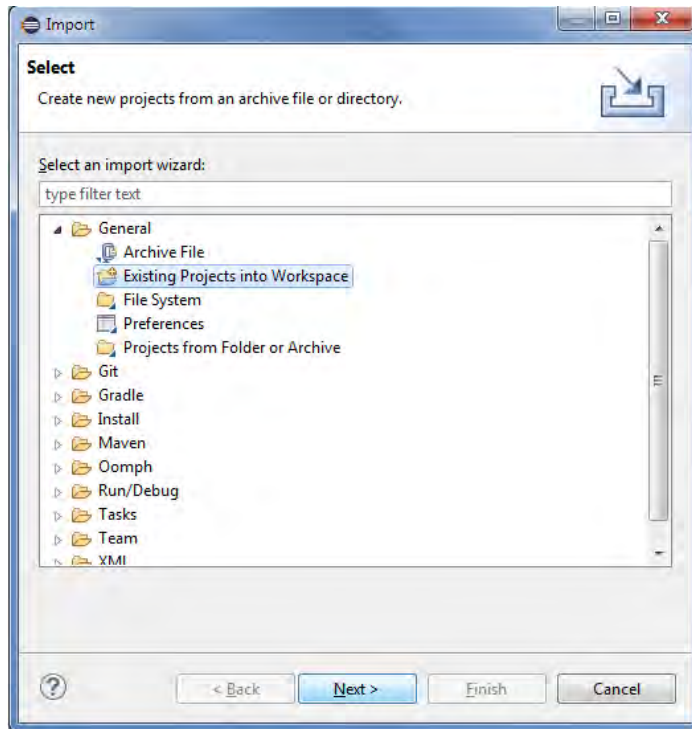 Import
Select
Create new projects from an archive file or directory.
Select an import wizard:
type filter text
General
Archive File
Existing Projects into Workspace
File System
Preferences
Projects from Folder or Archive
Git
Gradle
Install
Maven
Oomph
Run/Debug
Tasks
Team
XML
< Back Next > Finish Cancel